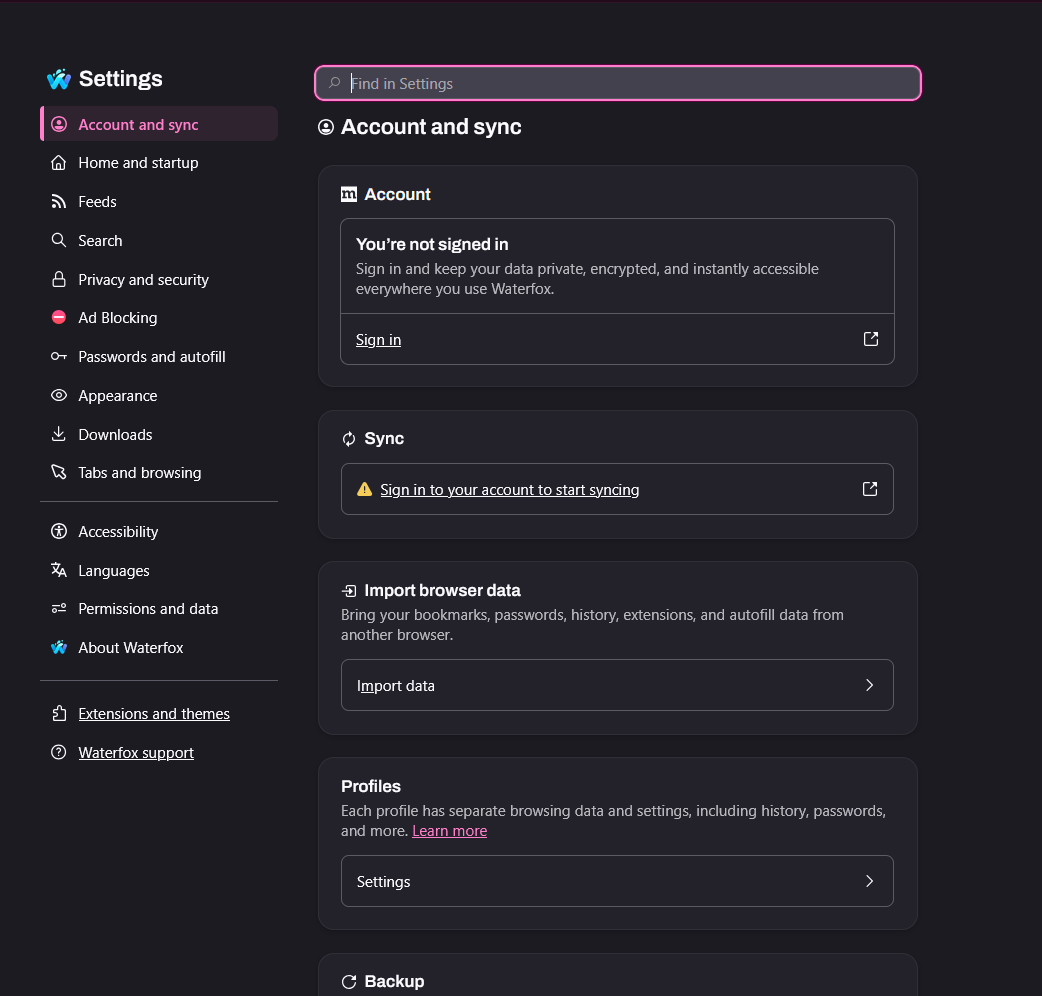 Settings
Account and sync
Home and startup
Feeds
Search
Privacy and security
Ad Blocking
Passwords and autofill
Appearance
Downloads
Tabs and browsing
Accessibility
Languages
Permissions and data
About Waterfox
Extensions and themes
Waterfox support
Find in Settings
Account and sync
m Account
You’re not signed in
Sign in and keep your data private, encrypted, and instantly accessible
everywhere you use Waterfox.
Sign in
Sync
Sign in to your account to start syncing
Import browser data
Bring your bookmarks, passwords, history, extensions, and autofill data from
another browser.
Import data
Profiles
Each profile has separate browsing data and settings, including history, passwords,
and more. Learn more
Settings
Backup